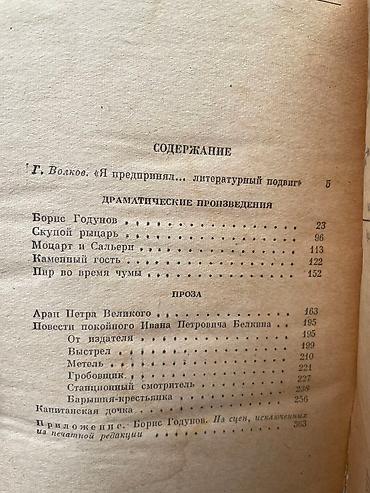 СОДЕРЖАНИЕ
Г. Волков. «Я предпринял... литературный подвиг» 5
ДРАМАТИЧЕСКИЕ ПРОИЗВЕДЕНИЯ
Борис Годунов 23
Скупой рыцарь 96
Моцарт и Сальери 113
Каменный гость 122
Пир во время чумы 152
ПРОЗА
Арап Петра Великого 163
Повести покойного Ивана Петровича Белкина 195
От издателя 195
Выстрел 199
Метель 210
Гробовщик 221
Станционный смотритель 227
Барышня-крестьянка 238
Капитанская дочка 256
Приложение. Борис Годунов. Из сцен, исключенных
из печатной редакции 363